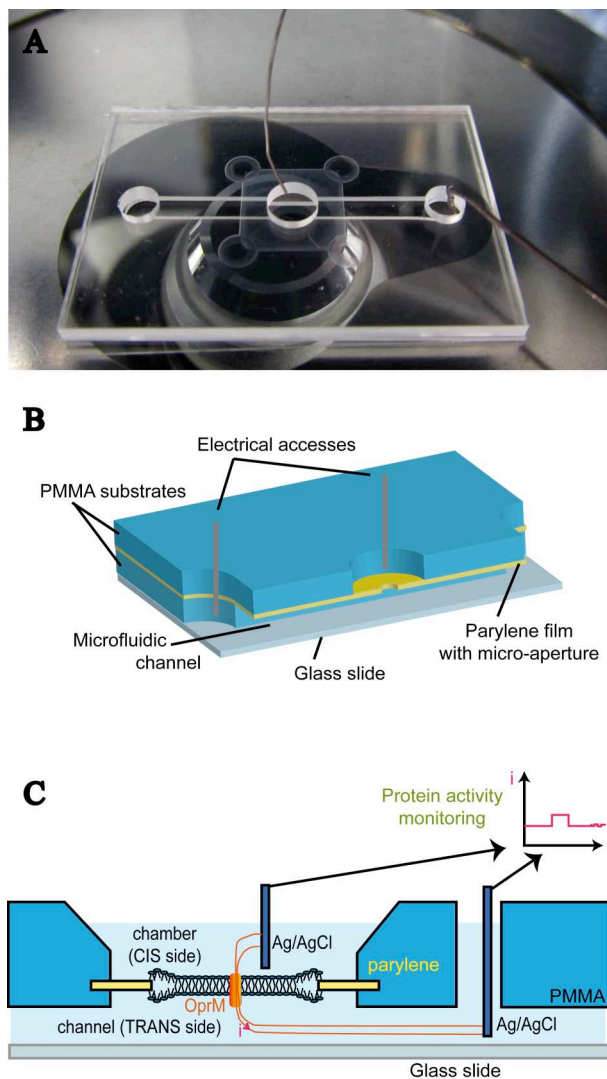 A
B
Electrical accesses
PMMA substrates
Microfluidic
channel
Glass slide
Parylene film
with micro-aperture
C
Protein activity
monitoring
i
chamber
(CIS side)
Ag/AgCl
parylene
OprM
PMMA
channel (TRANS side)
i
Ag/AgCl
Glass slide